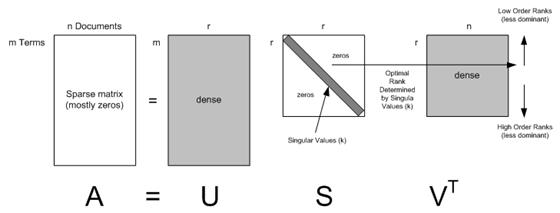 n Documents
r
r
n
Low Order Ranks
(less dominant)
m Terms
m
r
r
zeros
Sparse matrix
(mostly zeros)
=
dense
zeros
Optimal
Rank
Determined
by Singula
Values (k)
dense
Singular Values (k)
High Order Ranks
(less dominant)
A = U S V^T